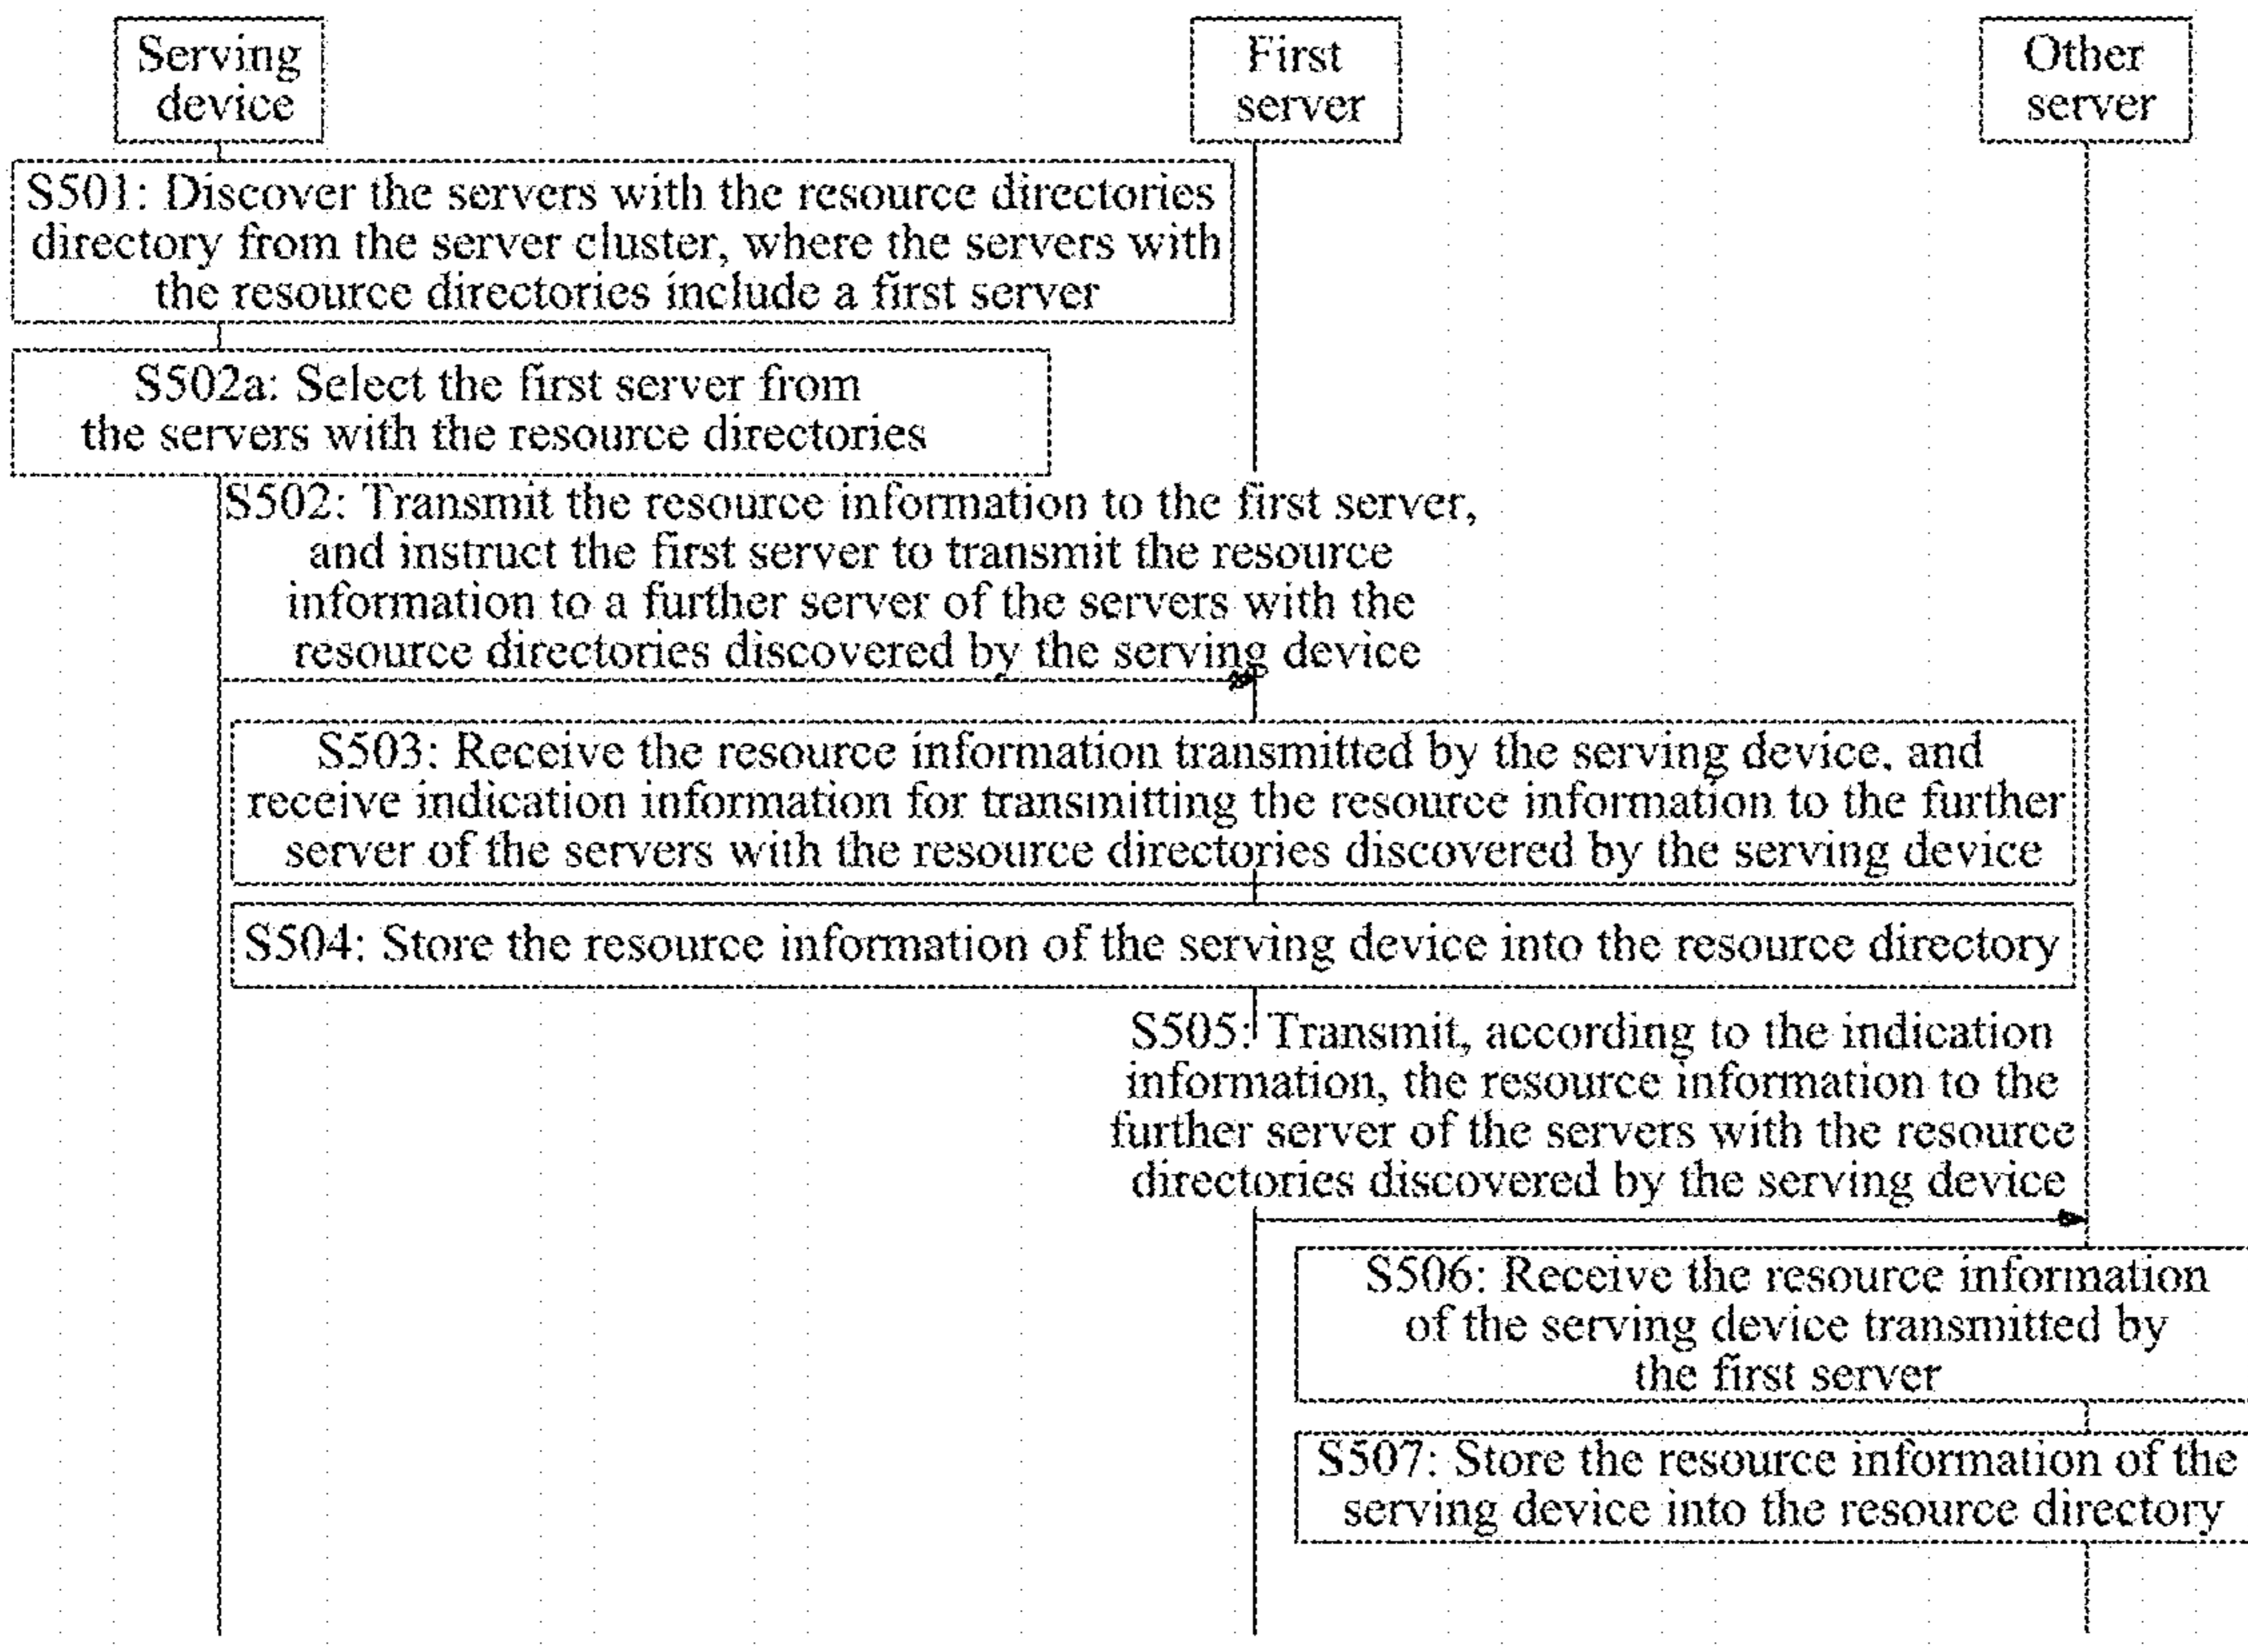 Serving
device
First
server
Other
server
S501: Discover the servers with the resource directories
directory from the server cluster, where the servers with
the resource directories include a first server
S502a: Select the first server from
the servers with the resource directories
S502: Transmit the resource information to the first server,
and instruct the first server to transmit the resource
information to a further server of the servers with the
resource directories discovered by the serving device
S503: Receive the resource information transmitted by the serving device, and
receive indication information for transmitting the resource information to the further
server of the servers with the resource directories discovered by the serving device
S504: Store the resource information of the serving device into the resource directory
S505: Transmit, according to the indication
information, the resource information to the
further server of the servers with the resource
directories discovered by the serving device
S506: Receive the resource information
of the serving device transmitted by
the first server
S507: Store the resource information of the
serving device into the resource directory